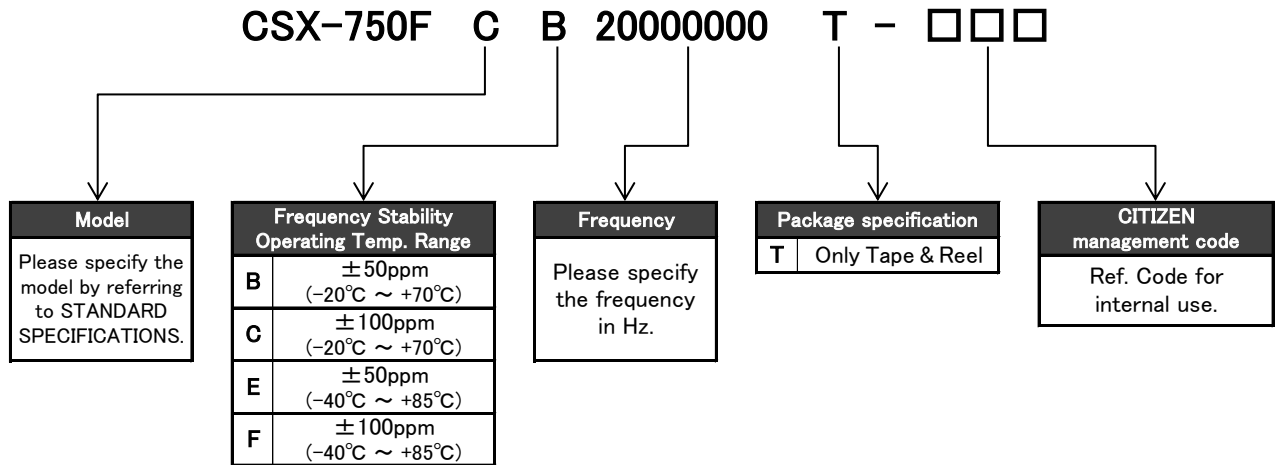 CSX-750F C B 20000000 T - □□□
Model
Please specify the
model by referring
to STANDARD
SPECIFICATIONS.
Frequency Stability
Operating Temp. Range
B ±50ppm
(-20℃ ～ +70℃)
C ±100ppm
(-20℃ ～ +70℃)
E ±50ppm
(-40℃ ～ +85℃)
F ±100ppm
(-40℃ ～ +85℃)
Frequency
Please specify
the frequency
in Hz.
Package specification
T Only Tape & Reel
CITIZEN
management code
Ref. Code for
internal use.